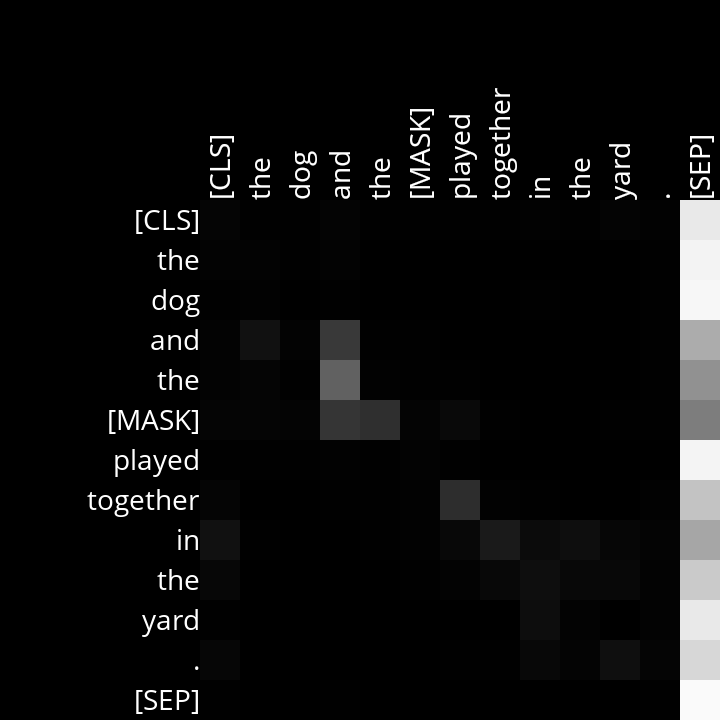 [CLS] the dog and the [MASK] played together in the yard . [SEP]
[CLS]
the
dog
and
the
[MASK]
played
together
in
the
yard
.
[SEP]